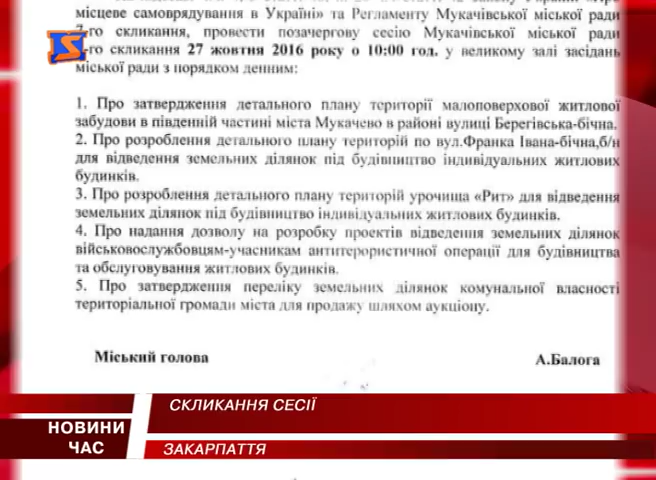 місцеве самоврядування в Україні" та Регламенту Мукачівської міської ради
7-го скликання, провести позачергову сесію Мукачівської міської ради
-го скликання 27 жовтня 2016 року о 10:00 год. у великому залі засідань
міської ради з порядком денним:
1. Про затвердження детального плану території малоповерхової житлової
забудови в південній частині міста Мукачево в районі вулиці Берегівська-бічна.
2. Про розроблення детального плану територій по вул.Франка Івана-бічна,б/н
для відведення земельних ділянок під будівництво індивідуальних житлових
будинків.
3. Про розроблення детального плану територій урочища «Рит» для відведення
земельних ділянок під будівництво індивідуальних житлових будинків.
4. Про надання дозволу на розробку проектів відведення земельних ділянок
військовослужбовцям-учасникам антитерористичної операції для будівництва
та обслуговування житлових будинків.
5. Про затвердження переліку земельних ділянок комунальної власності
територіальної громади міста для продажу шляхом аукціону.
Міський голова А.Балога
СКЛИКАННЯ СЕСІЇ
НОВИНИ
ЧАС
ЗАКАРПАТТЯ